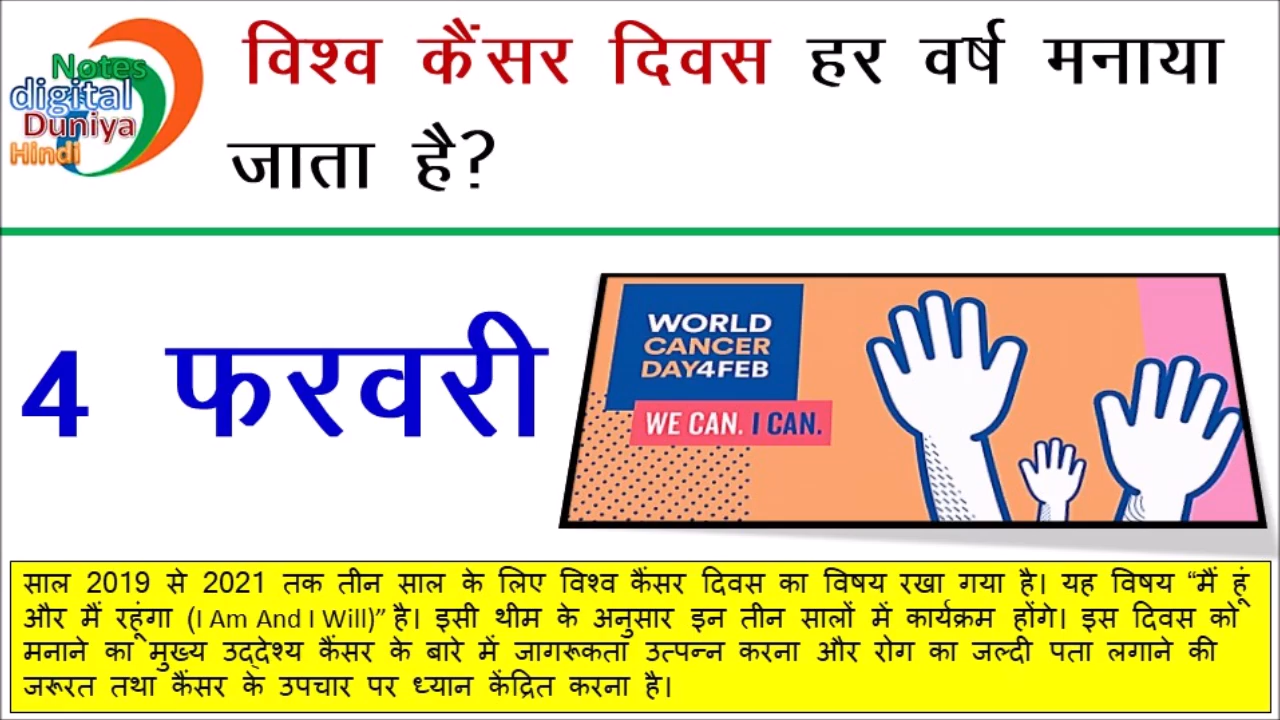 Notes
digital
Duniya
Hindi
विश्व कैंसर दिवस हर वर्ष मनाया
जाता है?
4 फरवरी
WORLD
CANCER
DAY4FEB
WE CAN. I CAN.
साल 2019 से 2021 तक तीन साल के लिए विश्व कैंसर दिवस का विषय रखा गया है। यह विषय “मैं हूं
और मैं रहूंगा (I Am And I Will)” है। इसी थीम के अनुसार इन तीन सालों में कार्यक्रम होंगे। इस दिवस को
मनाने का मुख्य उद्देश्य कैंसर के बारे में जागरूकता उत्पन्न करना और रोग का जल्दी पता लगाने की
जरूरत तथा कैंसर के उपचार पर ध्यान केंद्रित करना है।